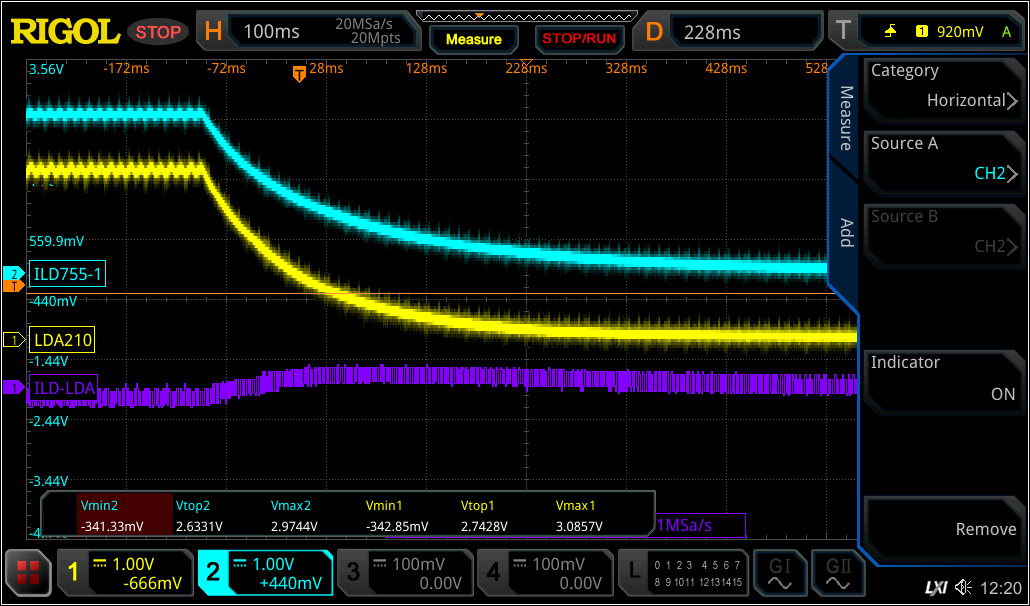 RIGOL STOP H 100ms 20MSa/s 20Mpts Measure STOP/RUN D 228ms T 1 920mV A
3.56V -172ms -72ms T 28ms 128ms 228ms 328ms 428ms 528
Category
Horizontal
Source A
CH2
Source B
CH2
Indicator
ON
Remove
Measure
Add
559.9mV
2 ILD755-1
T
-440mV
1 LDA210
-1.44V
ILD-LDA
-2.44V
-3.44V
Vmin2 Vtop2 Vmax2 Vmin1 Vtop1 Vmax1
-341.33mV 2.6331V 2.9744V -342.85mV 2.7428V 3.0857V
1MSa/s
1 1.00V -666mV
2 1.00V +440mV
3 100mV 0.00V
4 100mV 0.00V
L 0 1 2 3 4 5 6 7
8 9 10 11 12 13 14 15
GI GII
LXI 12:20